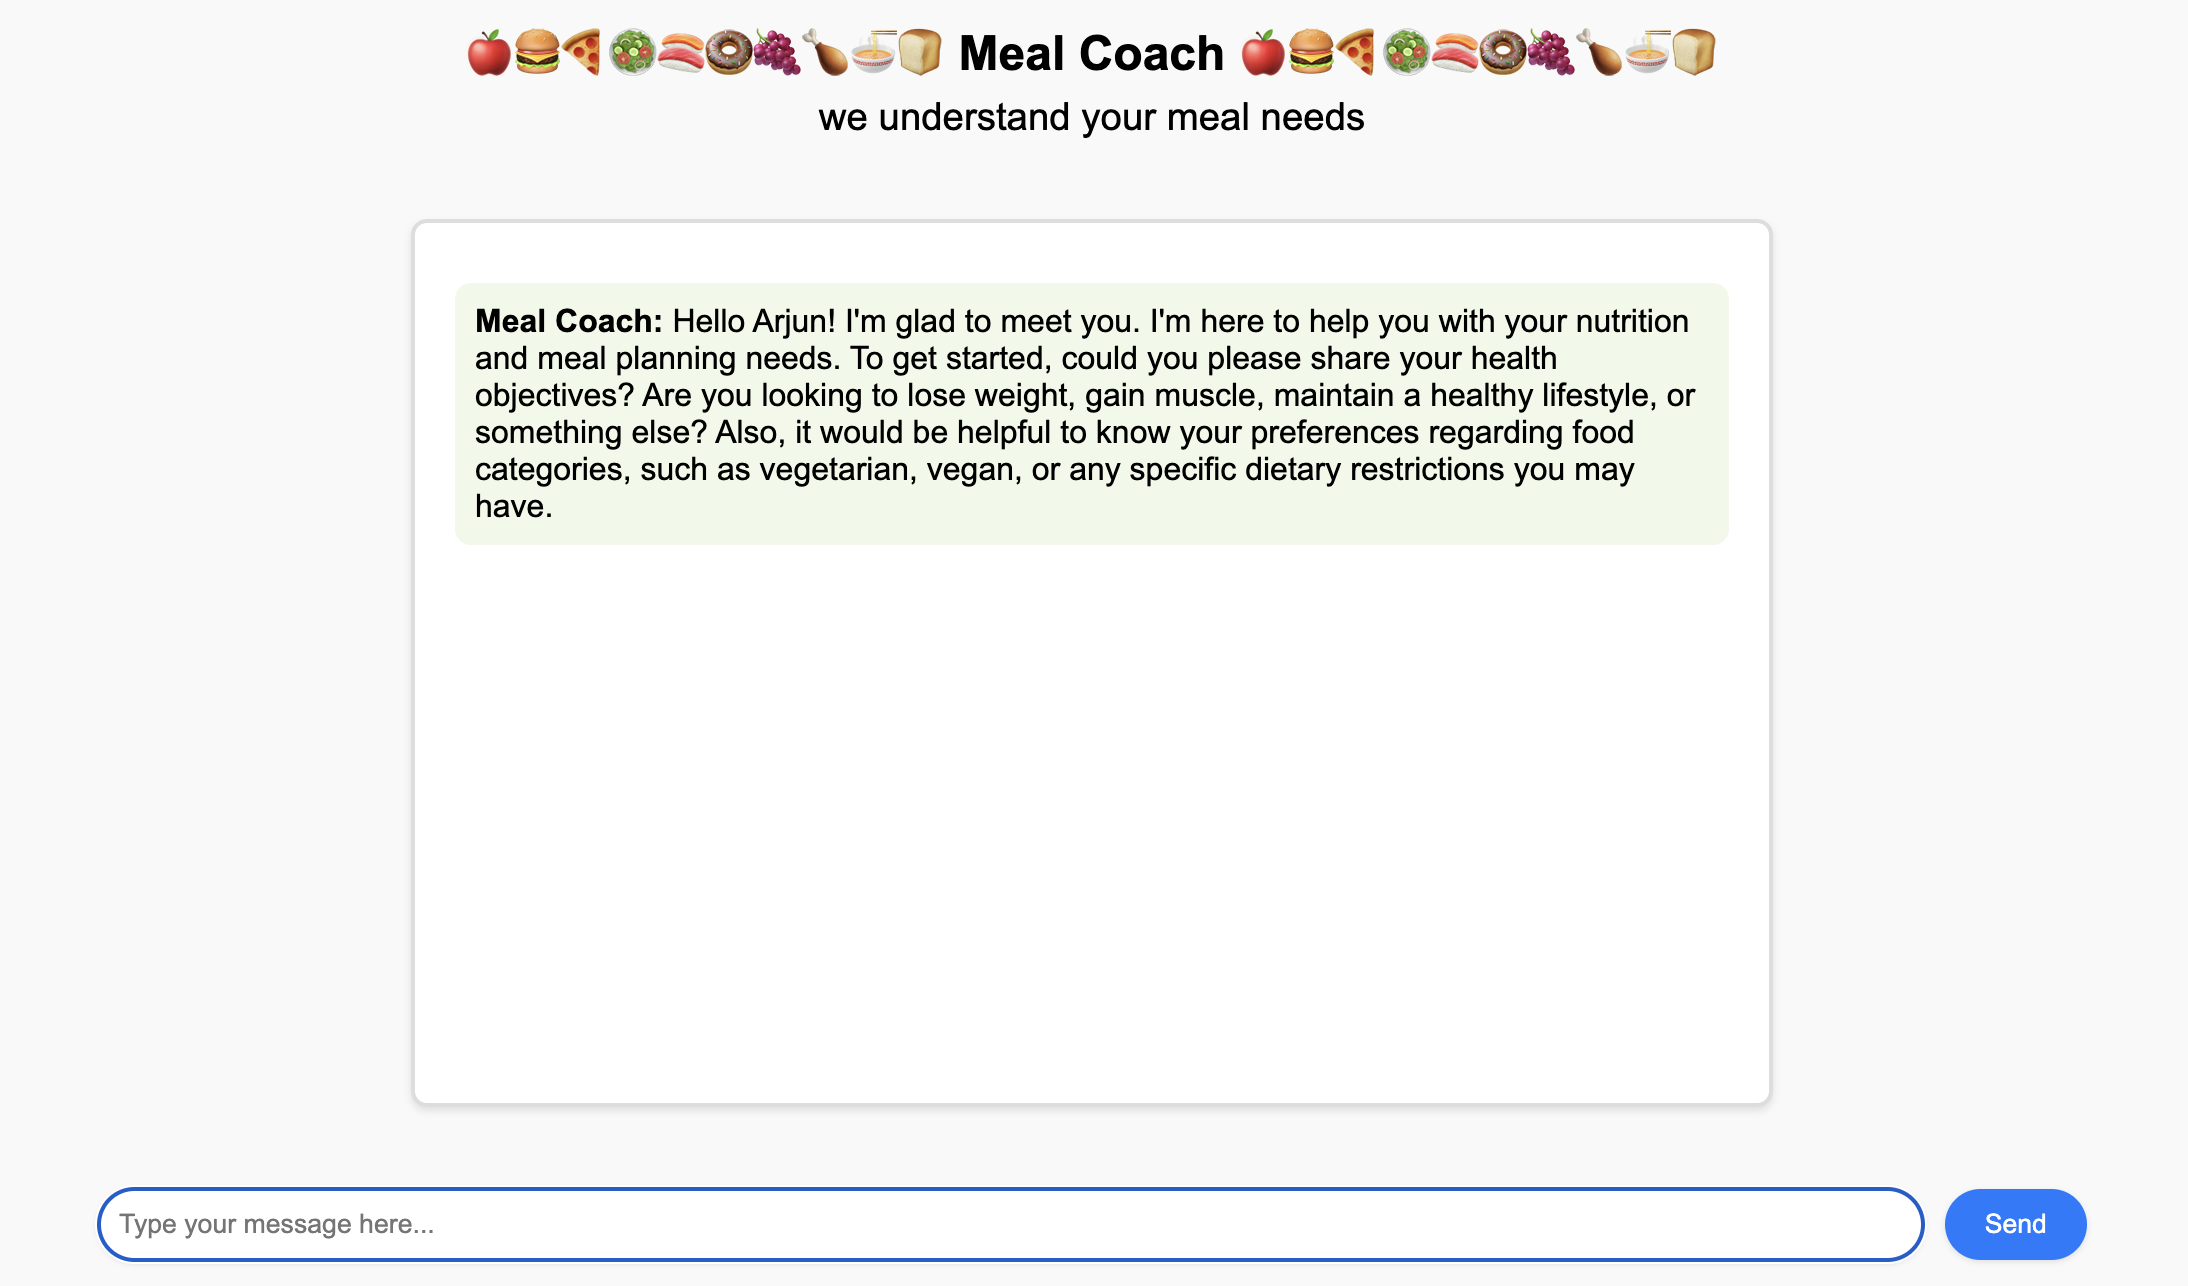 🍎🍔🍕🥗🍣🍩🍇🍗🍜🍞 Meal Coach 🍎🍔🍕🥗🍣🍩🍇🍗🍜🍞
we understand your meal needs
Meal Coach: Hello Arjun! I'm glad to meet you. I'm here to help you with your nutrition
and meal planning needs. To get started, could you please share your health
objectives? Are you looking to lose weight, gain muscle, maintain a healthy lifestyle, or
something else? Also, it would be helpful to know your preferences regarding food
categories, such as vegetarian, vegan, or any specific dietary restrictions you may
have.
Type your message here...
Send